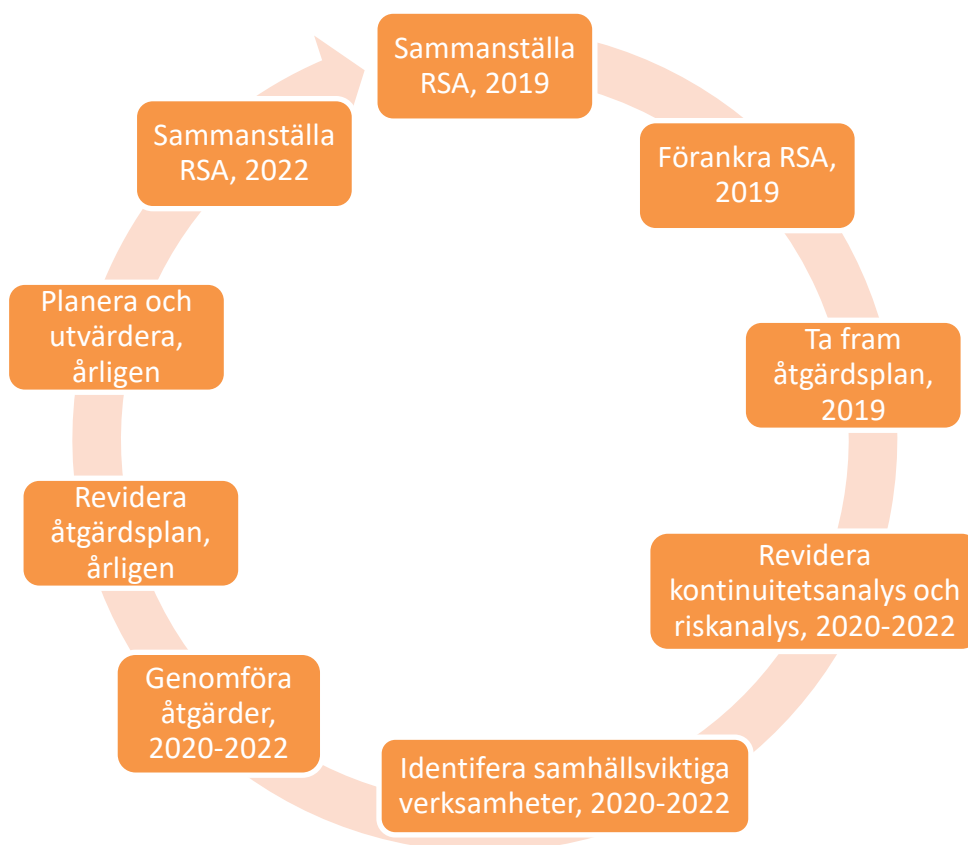 Sammanställa
RSA, 2019
Förankra RSA,
2019
Ta fram
åtgärdsplan,
2019
Revidera
kontinuitetsanalys och
riskanalys, 2020-2022
Identifera samhällsviktiga
verksamheter, 2020-2022
Genomföra
åtgärder,
2020-2022
Revidera
åtgärdsplan,
årligen
Planera och
utvärdera,
årligen
Sammanställa
RSA, 2022